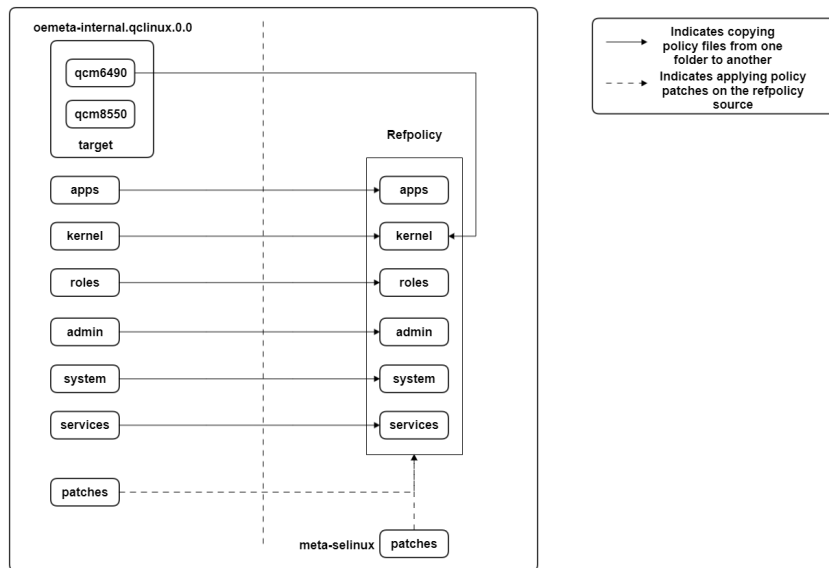 oemeta-internal.qclinux.0.0
qcm6490
qcm8550
target
Refpolicy
apps
apps
kernel
kernel
roles
roles
admin
admin
system
system
services
services
patches
meta-selinux
patches
Indicates copying
policy files from one
folder to another
Indicates applying policy
patches on the refpolicy
source